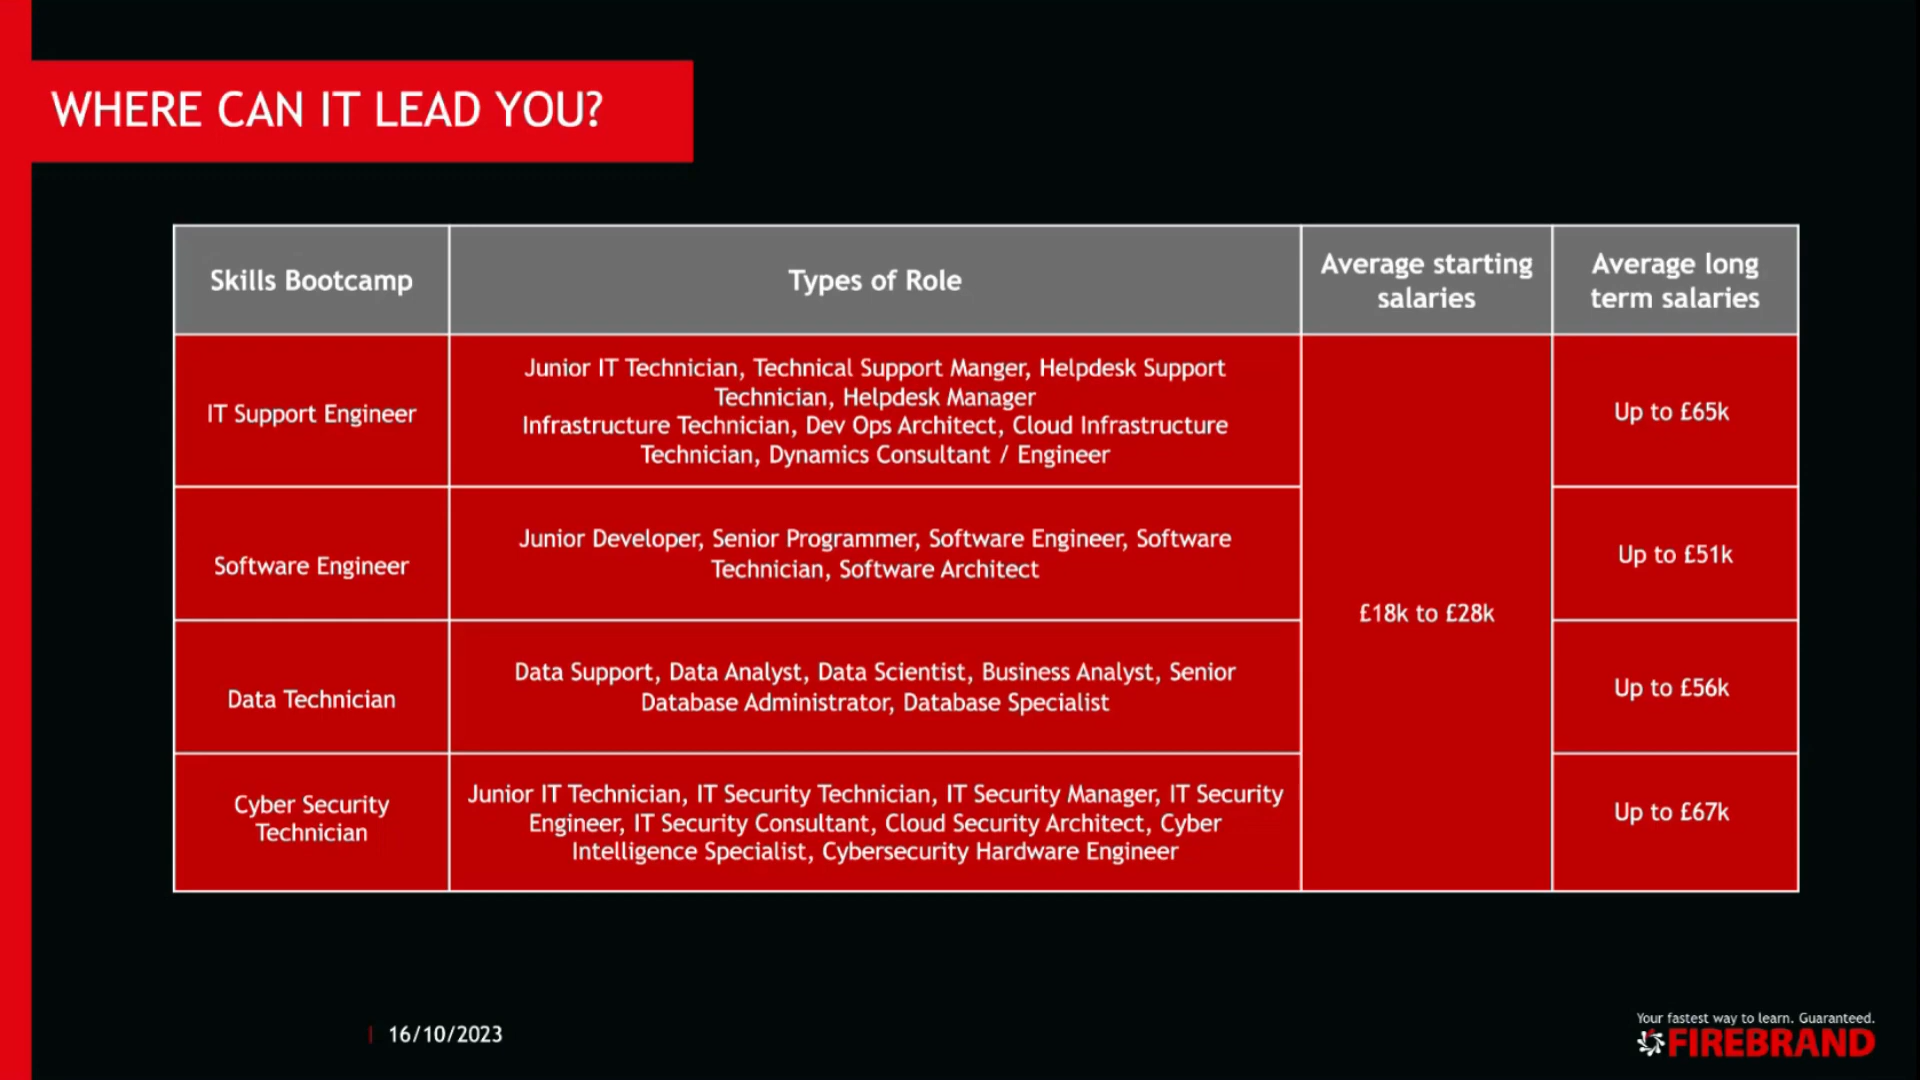 WHERE CAN IT LEAD YOU?
Skills Bootcamp
Types of Role
Average starting
salaries
Average long
term salaries
IT Support Engineer
Junior IT Technician, Technical Support Manger, Helpdesk Support
Technician, Helpdesk Manager
Infrastructure Technician, Dev Ops Architect, Cloud Infrastructure
Technician, Dynamics Consultant / Engineer
£18k to £28k
Up to £65k
Software Engineer
Junior Developer, Senior Programmer, Software Engineer, Software
Technician, Software Architect
Up to £51k
Data Technician
Data Support, Data Analyst, Data Scientist, Business Analyst, Senior
Database Administrator, Database Specialist
Up to £56k
Cyber Security
Technician
Junior IT Technician, IT Security Technician, IT Security Manager, IT Security
Engineer, IT Security Consultant, Cloud Security Architect, Cyber
Intelligence Specialist, Cybersecurity Hardware Engineer
Up to £67k
| 16/10/2023
Your fastest way to learn. Guaranteed.
FIREBRAND